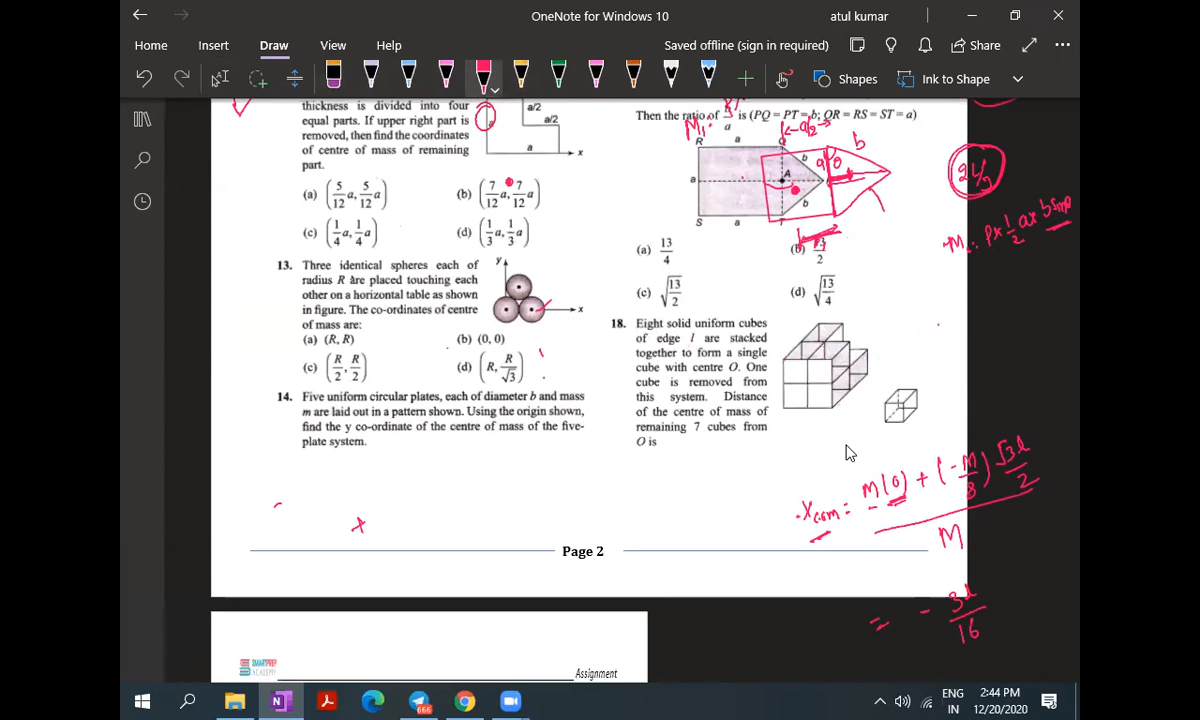 OneNote for Windows 10
atul kumar
Home Insert Draw View Help
Saved offline (sign in required)
Share
Shapes
Ink to Shape
thickness is divided into four
equal parts. If upper right part is
removed, then find the coordinates
of centre of mass of remaining
part.
a/2
a/2
a
x
(a) (5/12 a, 5/12 a)
(b) (7/12 a, 7/12 a)
(c) (1/4 a, 1/4 a)
(d) (1/3 a, 1/3 a)
13. Three identical spheres each of
radius R are placed touching each
other on a horizontal table as shown
in figure. The co-ordinates of centre
of mass are:
y
x
(a) (R, R)
(b) (0, 0)
(c) (R/2, R/2)
(d) (R, R/√3)
14. Five uniform circular plates, each of diameter b and mass
m are laid out in a pattern shown. Using the origin shown,
find the y co-ordinate of the centre of mass of the five-
plate system.
Then the ratio of b/a is (PQ = PT = b; QR = RS = ST = a)
M1:
a/2
R a Q
b
a θ
a A b
b
S a T
(a) 13/4
(b) 13/2
(c) √13/2
(d) √13/4
18. Eight solid uniform cubes
of edge l are stacked
together to form a single
cube with centre O. One
cube is removed from
this system. Distance
of the centre of mass of
remaining 7 cubes from
O is
xcom = M(0) + (-M/8) √3l/2
M
= - 3l/16
Page 2
SMARTPREP
ACADEMY
Assignment
666
ENG
IN
2:44 PM
12/20/2020